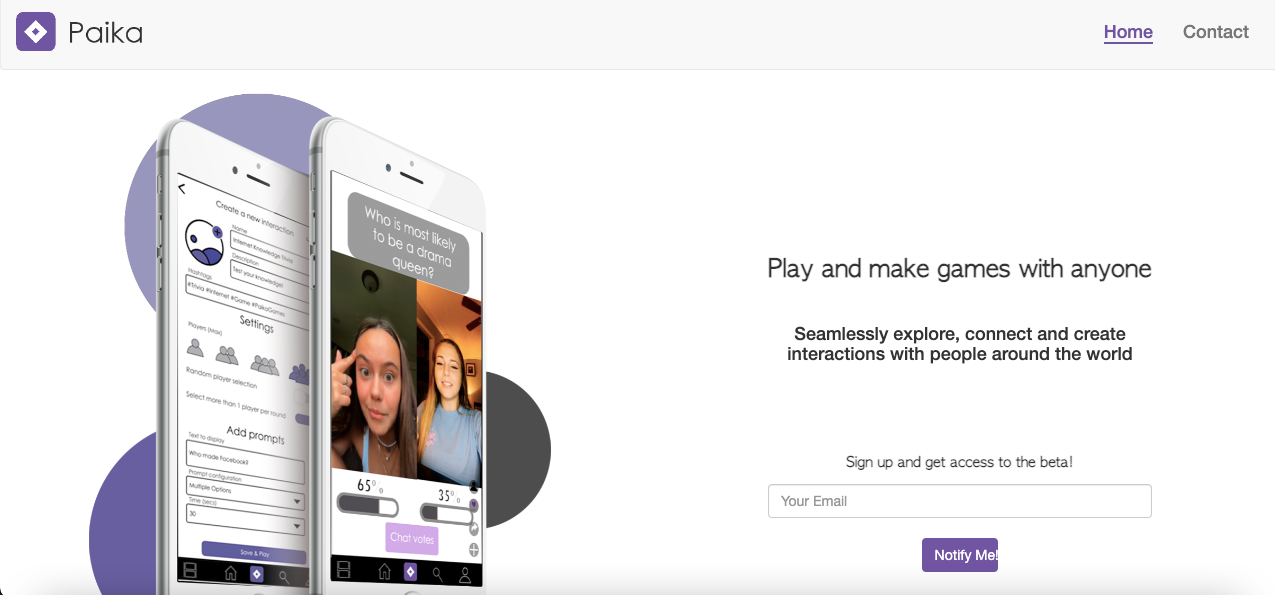 Paika
Home
Contact
Create a new interaction
Name
Internet Knowledge Trivia
Description
Test your knowledge!
Hashtags
#Trivia #Internet #Game #PaikaGames
Settings
Players (Max)
Random player selection
Select more than 1 player per round
Add prompts
Text to display
Who made Facebook?
Prompt configuration
Multiple Options
Time (secs)
30
Save & Play
Who is most likely
to be a drama
queen?
65%
35%
Chat votes
Play and make games with anyone
Seamlessly explore, connect and create
interactions with people around the world
Sign up and get access to the beta!
Your Email
Notify Me!